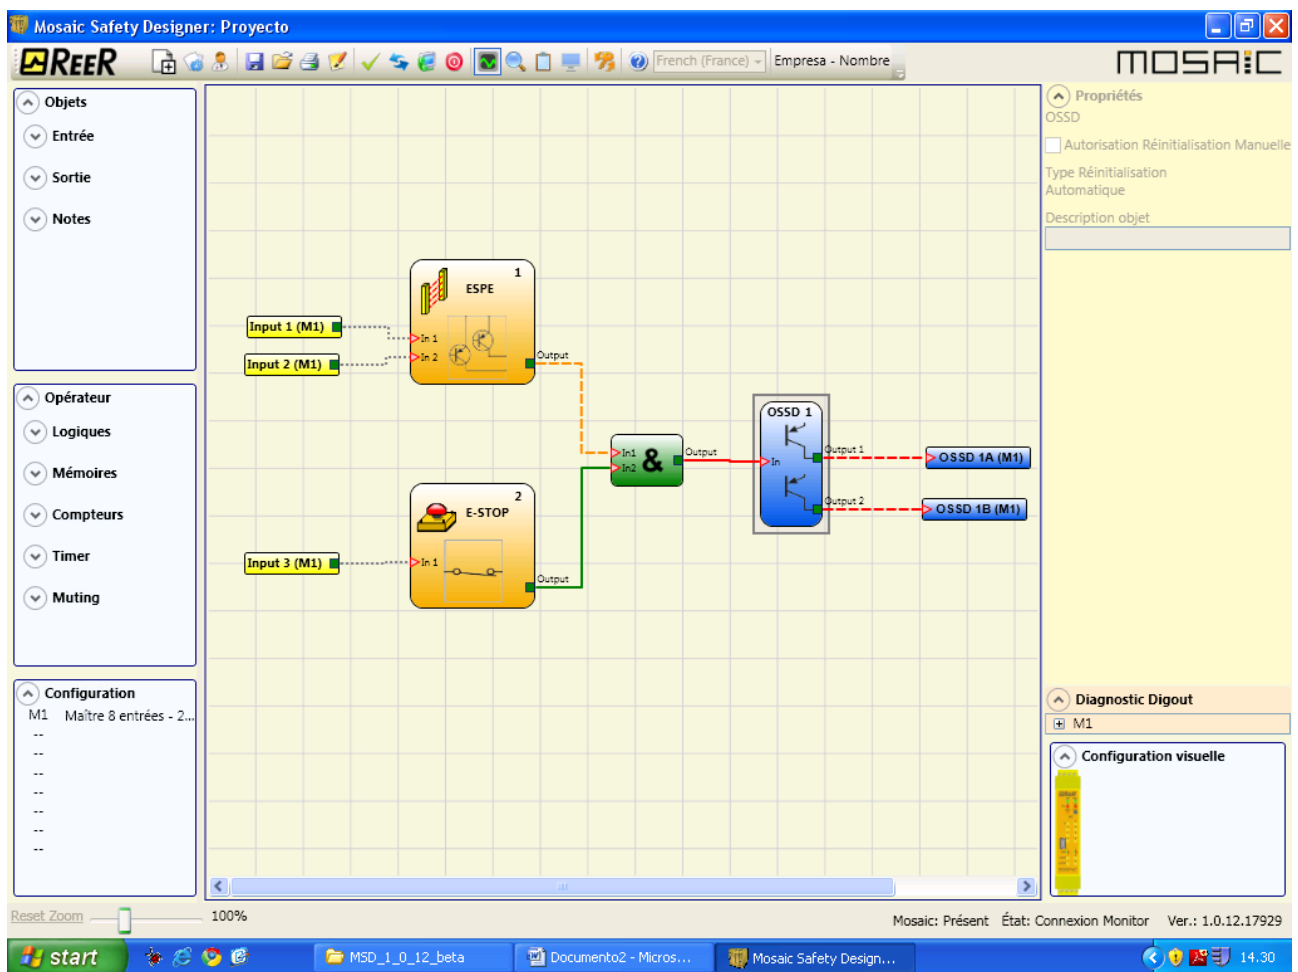 Mosaic Safety Designer: Proyecto
REER
French (France)
Empresa - Nombre
MOSAIC
Objets
Entrée
Sortie
Notes
Opérateur
Logiques
Mémoires
Compteurs
Timer
Muting
Configuration
M1 Maître 8 entrées - 2...
--
--
--
--
--
--
--
Input 1 (M1)
Input 2 (M1)
1
ESPE
In 1
In 2
Output
Input 3 (M1)
2
E-STOP
In 1
Output
In1
In2
&
Output
OSSD 1
In
Output 1
Output 2
OSSD 1A (M1)
OSSD 1B (M1)
Propriétés
OSSD
Autorisation Réinitialisation Manuelle
Type Réinitialisation
Automatique
Description objet
Diagnostic Digout
M1
Configuration visuelle
Reset Zoom
100%
Mosaic: Présent État: Connexion Monitor Ver.: 1.0.12.17929
start
MSD_1_0_12_beta
Documento2 - Micros...
Mosaic Safety Design...
14.30